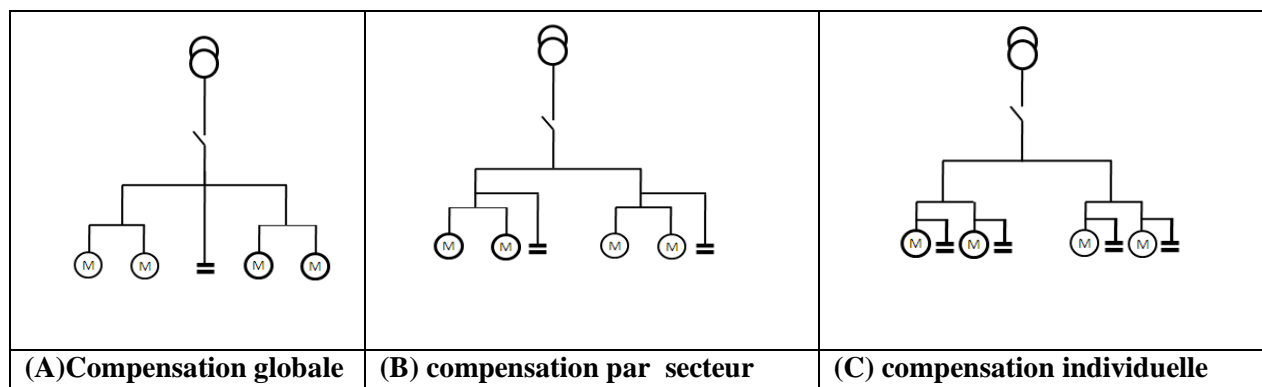 M M M M
M M M M
M M M M
(A)Compensation globale
(B) compensation par secteur
(C) compensation individuelle